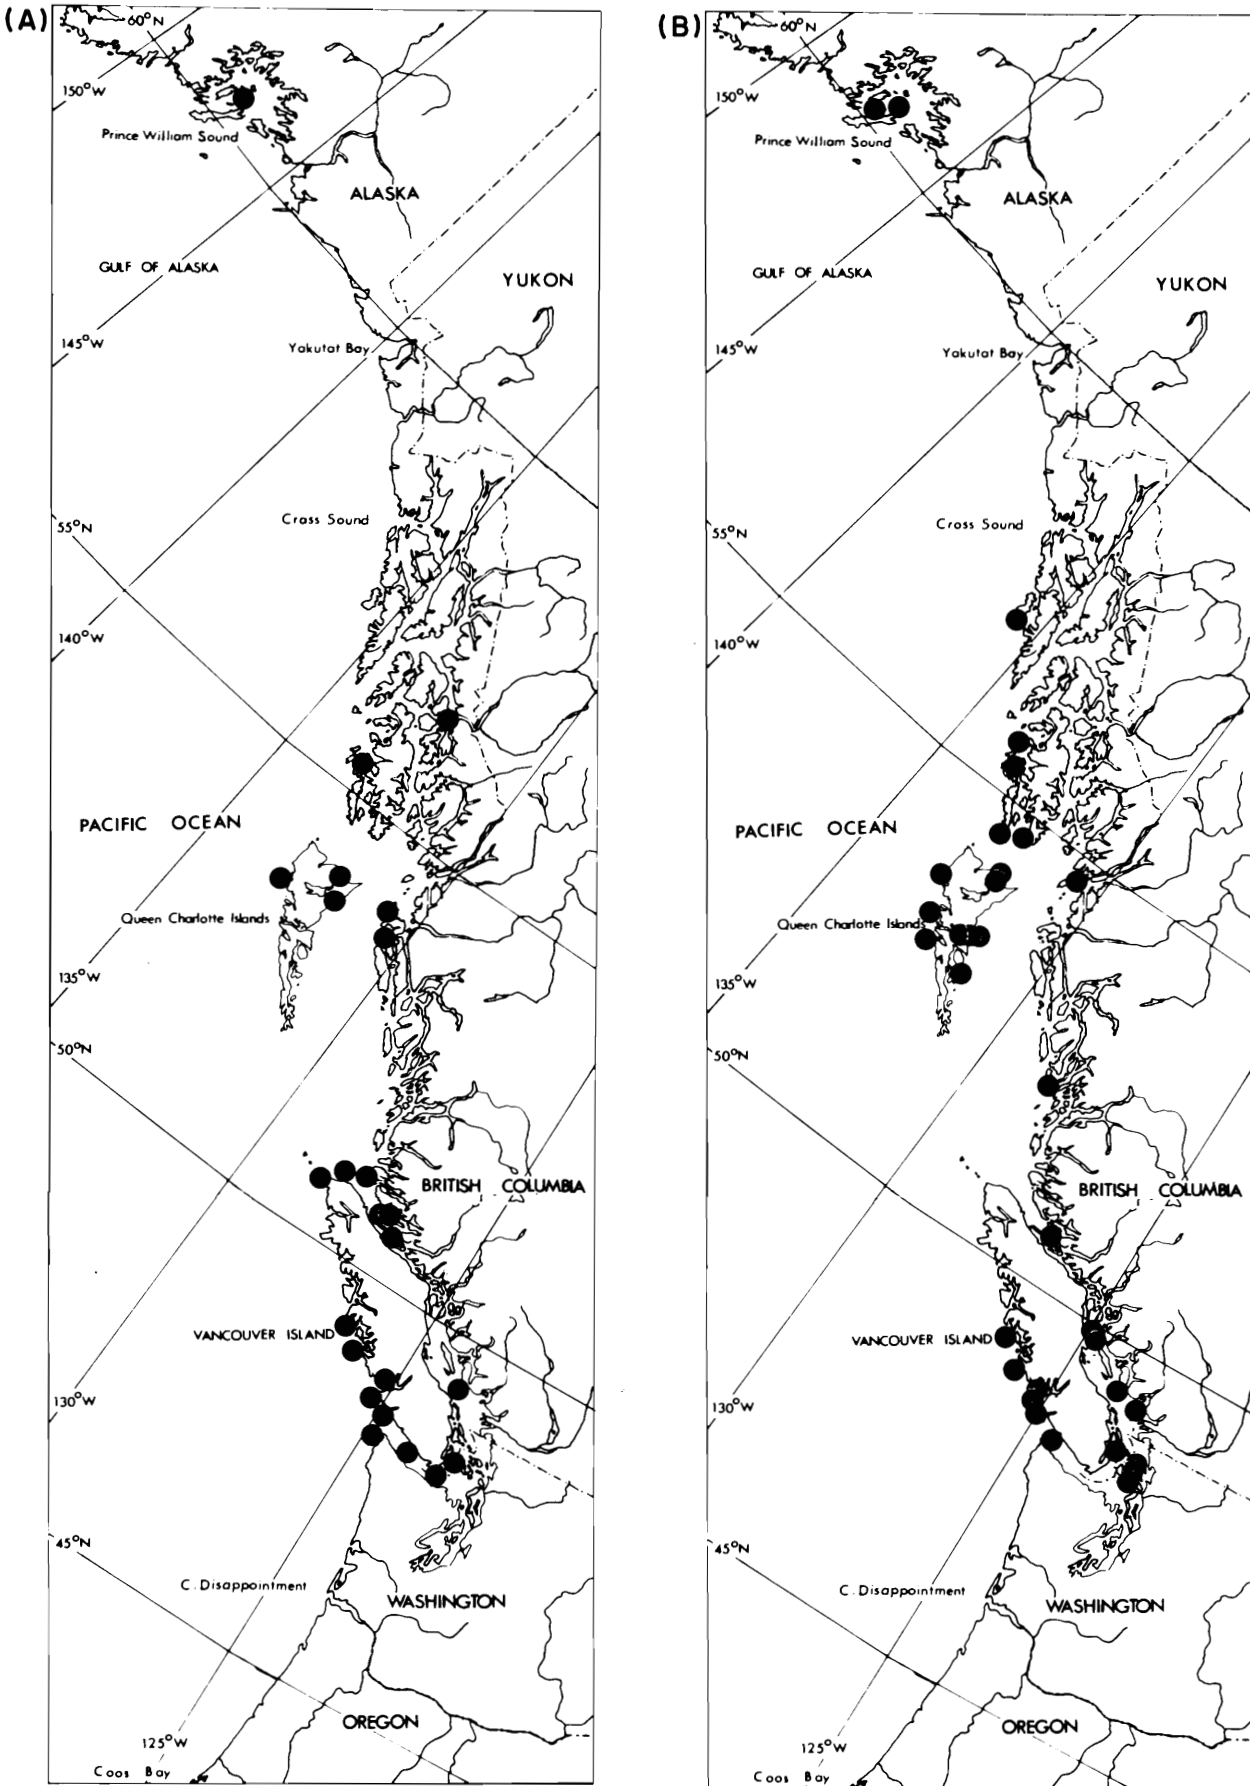 (A)
60°N
150°W
Prince William Sound
ALASKA
GULF OF ALASKA
YUKON
145°W
Yakutat Bay
55°N
Cross Sound
140°W
PACIFIC OCEAN
Queen Charlotte Islands
135°W
50°N
BRITISH COLUMBIA
VANCOUVER ISLAND
130°W
45°N
C. Disappointment
WASHINGTON
OREGON
125°W
Coos Bay
(B)
60°N
150°W
Prince William Sound
ALASKA
GULF OF ALASKA
YUKON
145°W
Yakutat Bay
55°N
Cross Sound
140°W
PACIFIC OCEAN
Queen Charlotte Islands
135°W
50°N
BRITISH COLUMBIA
VANCOUVER ISLAND
130°W
45°N
C. Disappointment
WASHINGTON
OREGON
125°W
Coos Bay